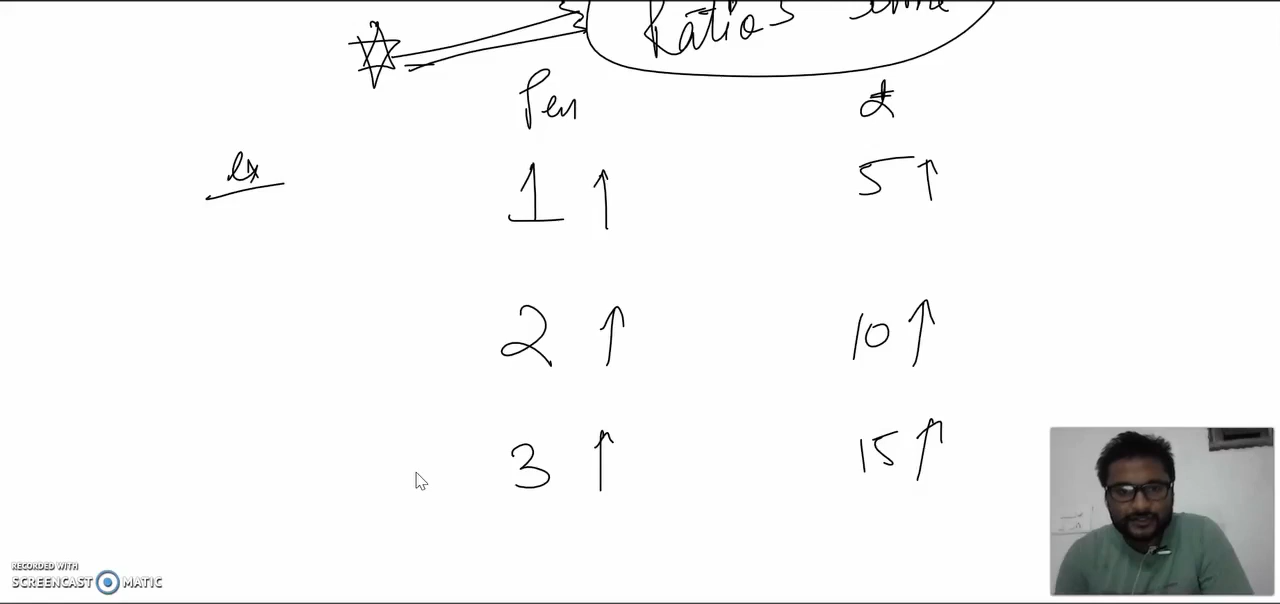 Ratios
Pen ₹
ex
1 ↑ 5 ↑
2 ↑ 10 ↑
3 ↑ 15 ↑
RECORDED WITH
SCREENCAST MATIC